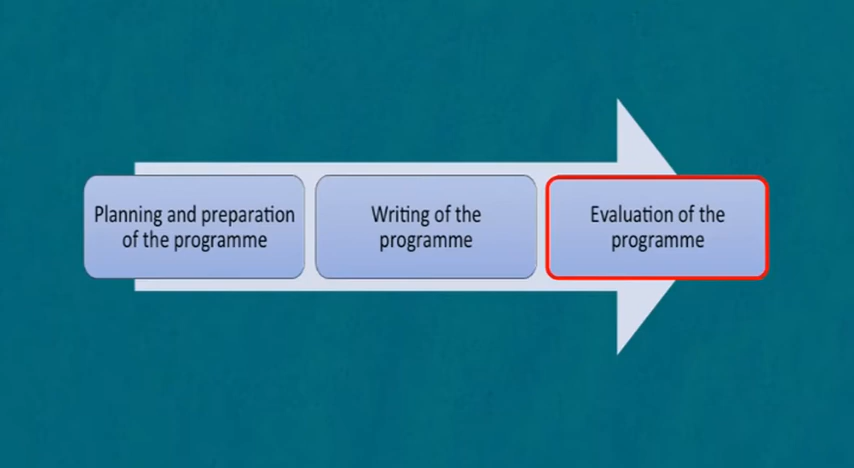 Planning and preparation
of the programme
Writing of the
programme
Evaluation of the
programme